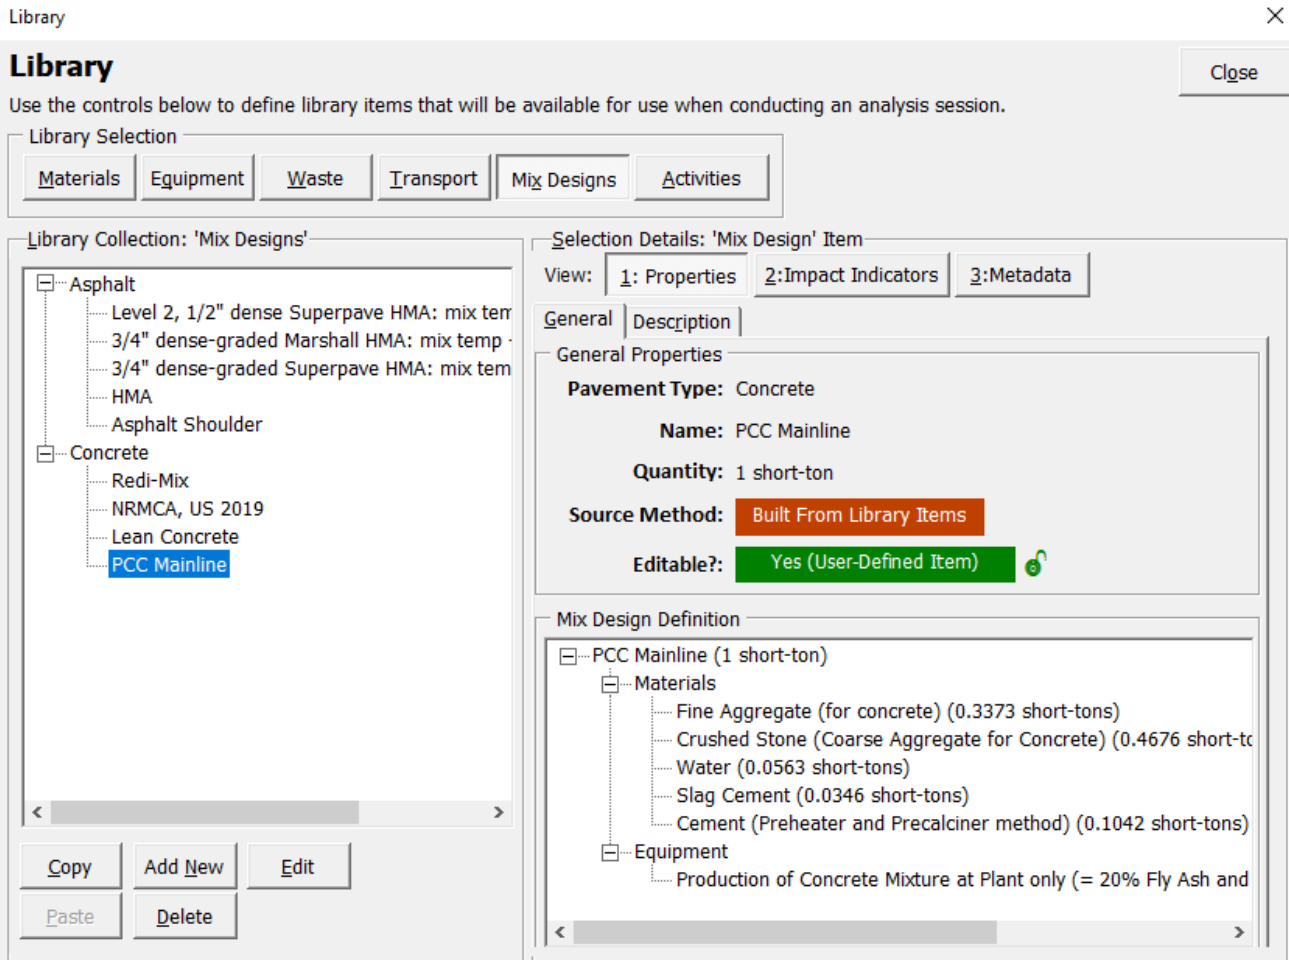 Library
Library
Close
Use the controls below to define library items that will be available for use when conducting an analysis session.
Library Selection
Materials
Equipment
Waste
Transport
Mix Designs
Activities
Library Collection: 'Mix Designs'
Asphalt
Level 2, 1/2" dense Superpave HMA: mix tem
3/4" dense-graded Marshall HMA: mix temp
3/4" dense-graded Superpave HMA: mix tem
HMA
Asphalt Shoulder
Concrete
Redi-Mix
NRMCA, US 2019
Lean Concrete
PCC Mainline
Copy
Add New
Edit
Paste
Delete
Selection Details: 'Mix Design' Item
View:
1: Properties
2:Impact Indicators
3:Metadata
General
Description
General Properties
Pavement Type: Concrete
Name: PCC Mainline
Quantity: 1 short-ton
Source Method: Built From Library Items
Editable?: Yes (User-Defined Item)
Mix Design Definition
PCC Mainline (1 short-ton)
Materials
Fine Aggregate (for concrete) (0.3373 short-tons)
Crushed Stone (Coarse Aggregate for Concrete) (0.4676 short-to
Water (0.0563 short-tons)
Slag Cement (0.0346 short-tons)
Cement (Preheater and Precalciner method) (0.1042 short-tons)
Equipment
Production of Concrete Mixture at Plant only (= 20% Fly Ash and